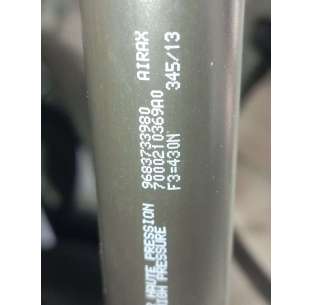 AIRAX
345/13
9683733980
7000210369A0
F3=430N
HAUTE PRESSION
HIGH PRESSURE